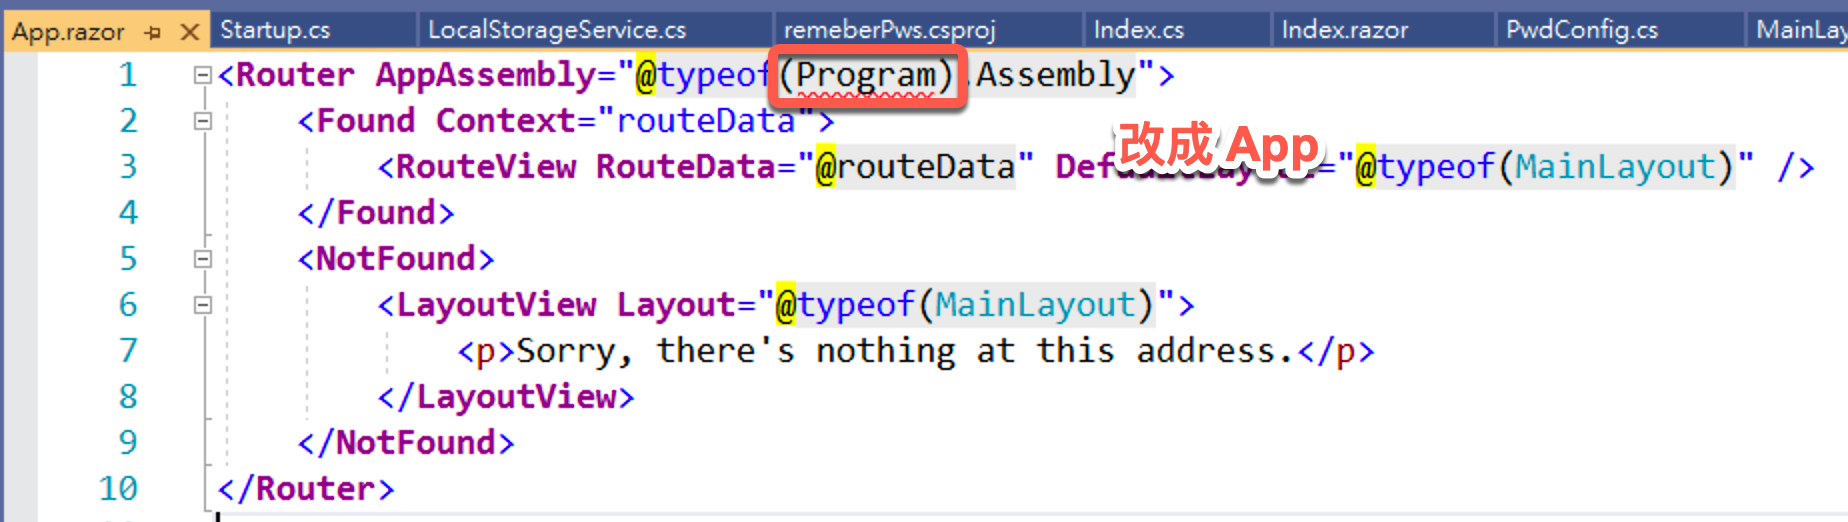 App.razor Startup.cs LocalStorageService.cs remeberPws.csproj Index.cs Index.razor PwdConfig.cs MainLay
1 <Router AppAssembly="@typeof(Program).Assembly">
2 <Found Context="routeData">
改成 App
3 <RouteView RouteData="@routeData" DefaultLayout="@typeof(MainLayout)" />
4 </Found>
5 <NotFound>
6 <LayoutView Layout="@typeof(MainLayout)">
7 <p>Sorry, there's nothing at this address.</p>
8 </LayoutView>
9 </NotFound>
10 </Router>